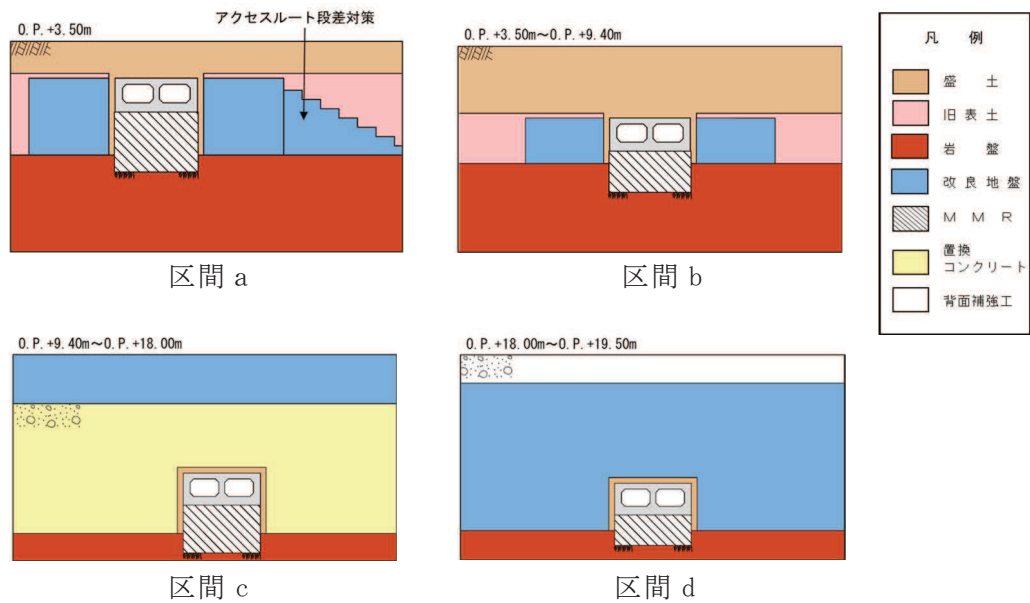 アクセスルート段差対策
O.P.+3.50m
区間 a
O.P.+3.50m～O.P.+9.40m
区間 b
凡 例
盛 土
旧 表 土
岩 盤
改 良 地 盤
M M R
置換
コンクリート
背面補強工
O.P.+9.40m～O.P.+18.00m
区間 c
O.P.+18.00m～O.P.+19.50m
区間 d